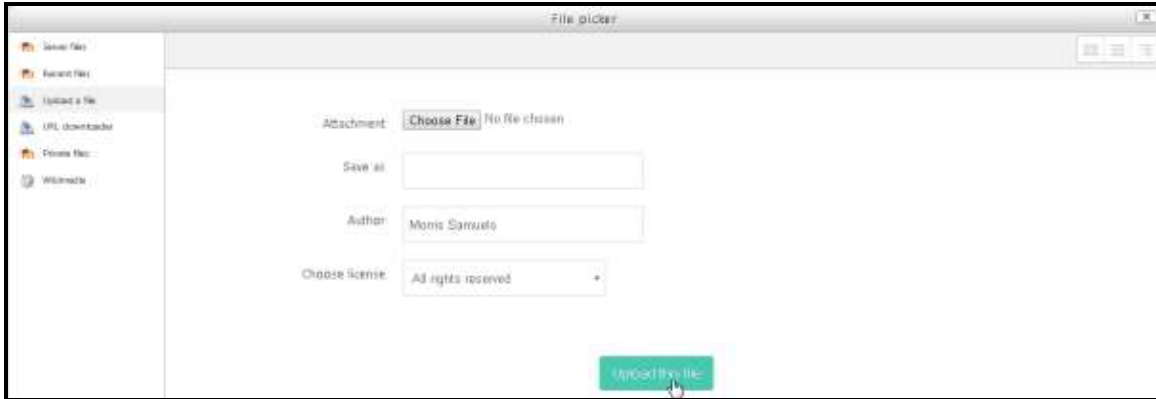 File picker
Server files
Recent files
Upload a file
URL downloader
Private files
Wikimedia
Attachment Choose File No file chosen
Save as
Author Morris Samuels
Choose license All rights reserved
Upload this file